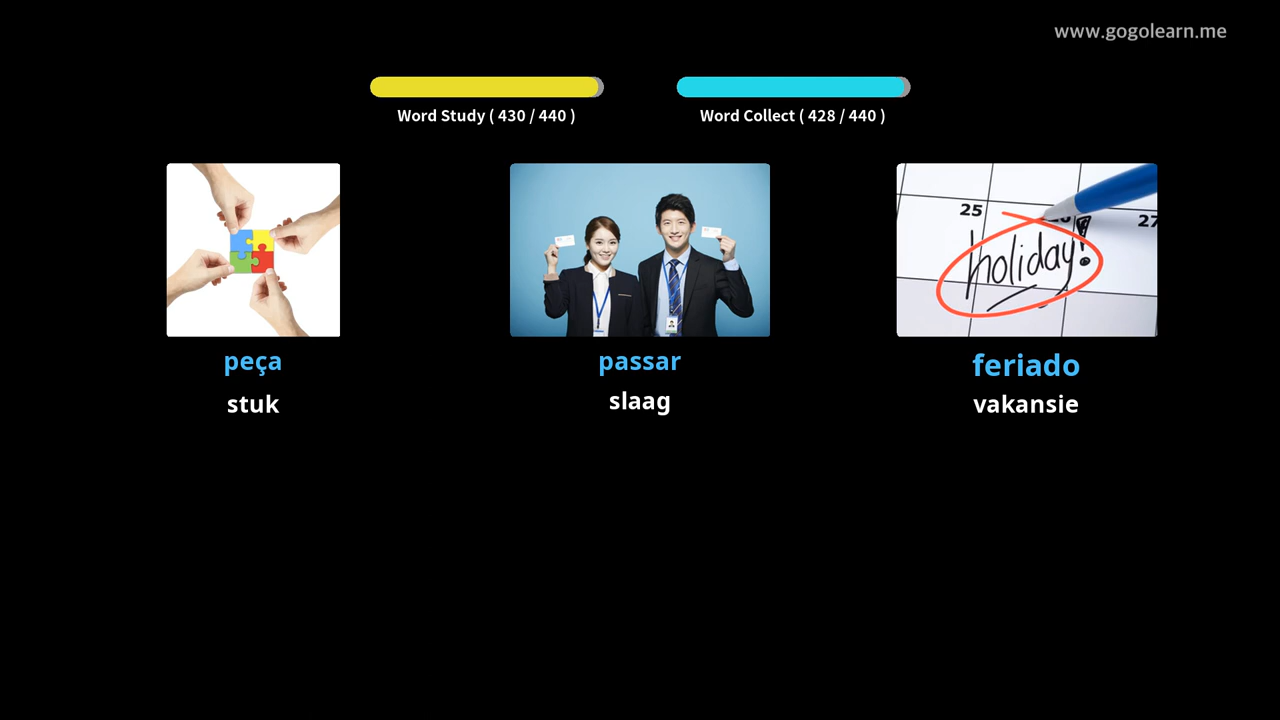 www.gogolearn.me
Word Study ( 430 / 440 )
Word Collect ( 428 / 440 )
25
27
holiday!
peça
passar
feriado
stuk
slaag
vakansie